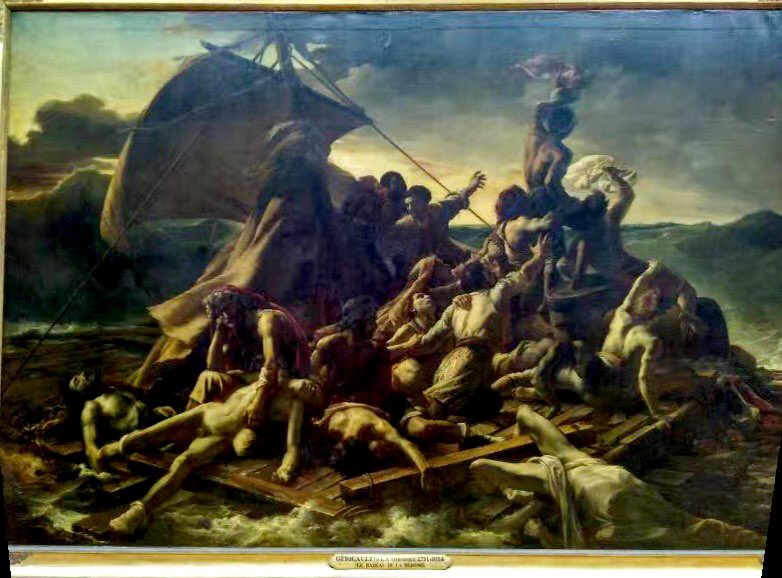 GÉRICAULT 1791-1824
LE RADEAU DE LA MÉDUSE